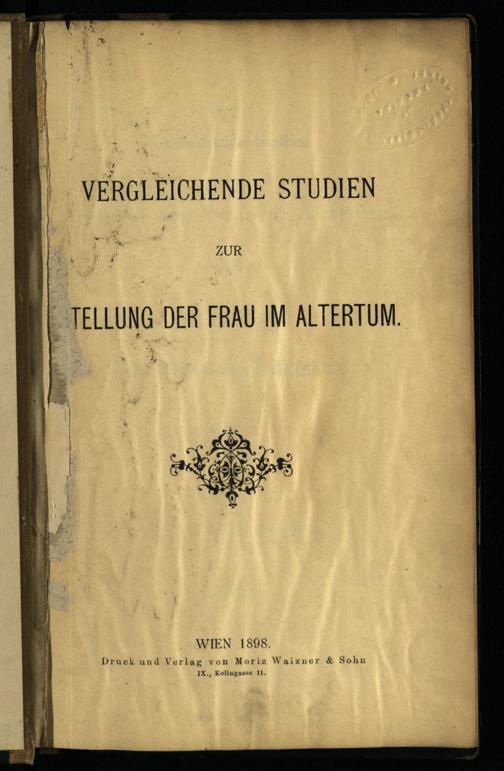 VERGLEICHENDE STUDIEN
ZUR
TELLUNG DER FRAU IM ALTERTUM.
WIEN 1898.
Druck und Verlag von Moriz Waizner & Sohn
IX., Kolingasse 11.